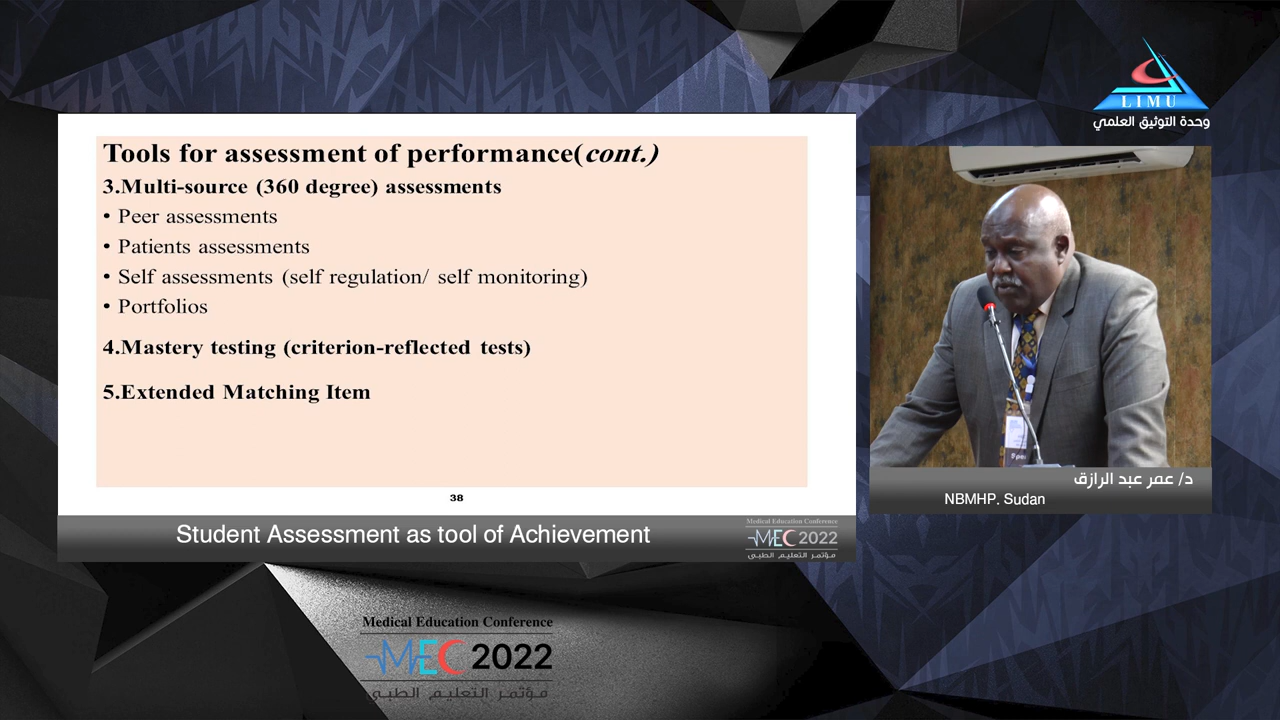 LIMU
وحدة التوثيق العلمي
Tools for assessment of performance(cont.)
3.Multi-source (360 degree) assessments
• Peer assessments
• Patients assessments
• Self assessments (self regulation/ self monitoring)
• Portfolios
4.Mastery testing (criterion-reflected tests)
5.Extended Matching Item
38
د/ عمر عبد الرازق
NBMHP. Sudan
Student Assessment as tool of Achievement
Medical Education Conference
MEC 2022
مؤتمر التعليم الطبي
Medical Education Conference
MEC 2022
مؤتمر التعليم الطبي